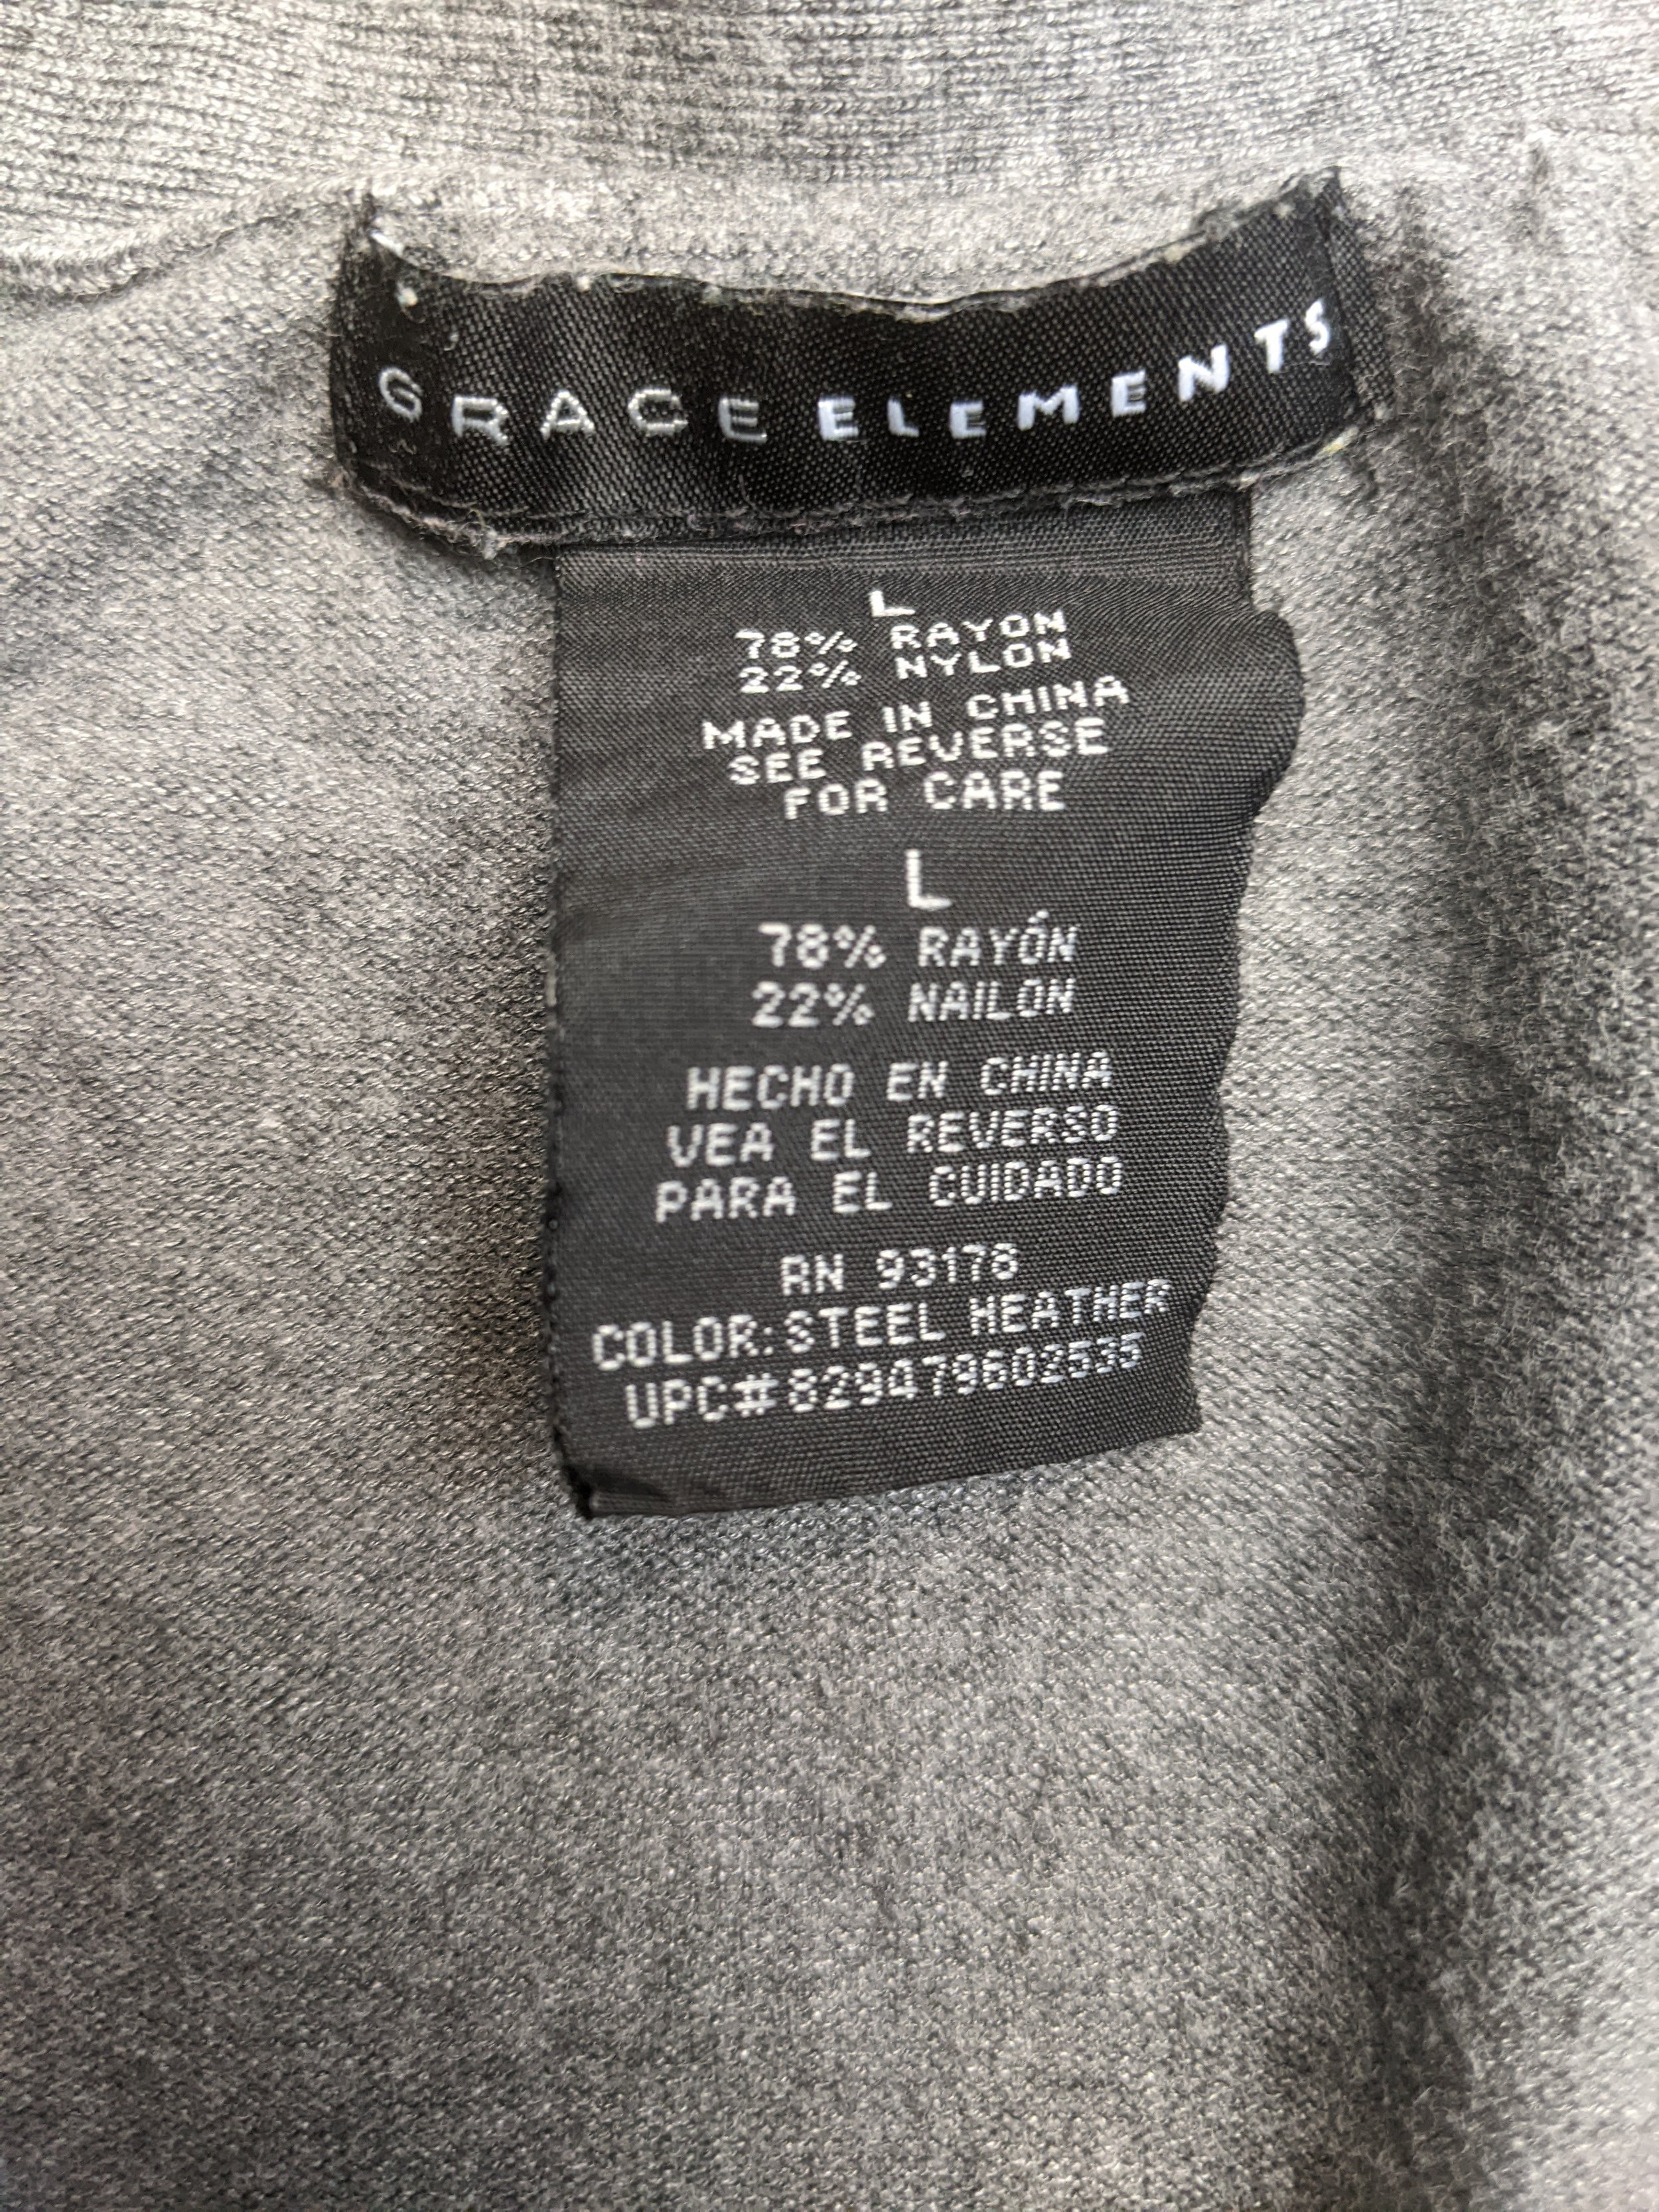 GRACE ELEMENTS
L
78% RAYON
22% NYLON
MADE IN CHINA
SEE REVERSE
FOR CARE
L
78% RAYÓN
22% NAILON
HECHO EN CHINA
VEA EL REVERSO
PARA EL CUIDADO
RN 93178
COLOR:STEEL HEATHER
UPC#829479602535